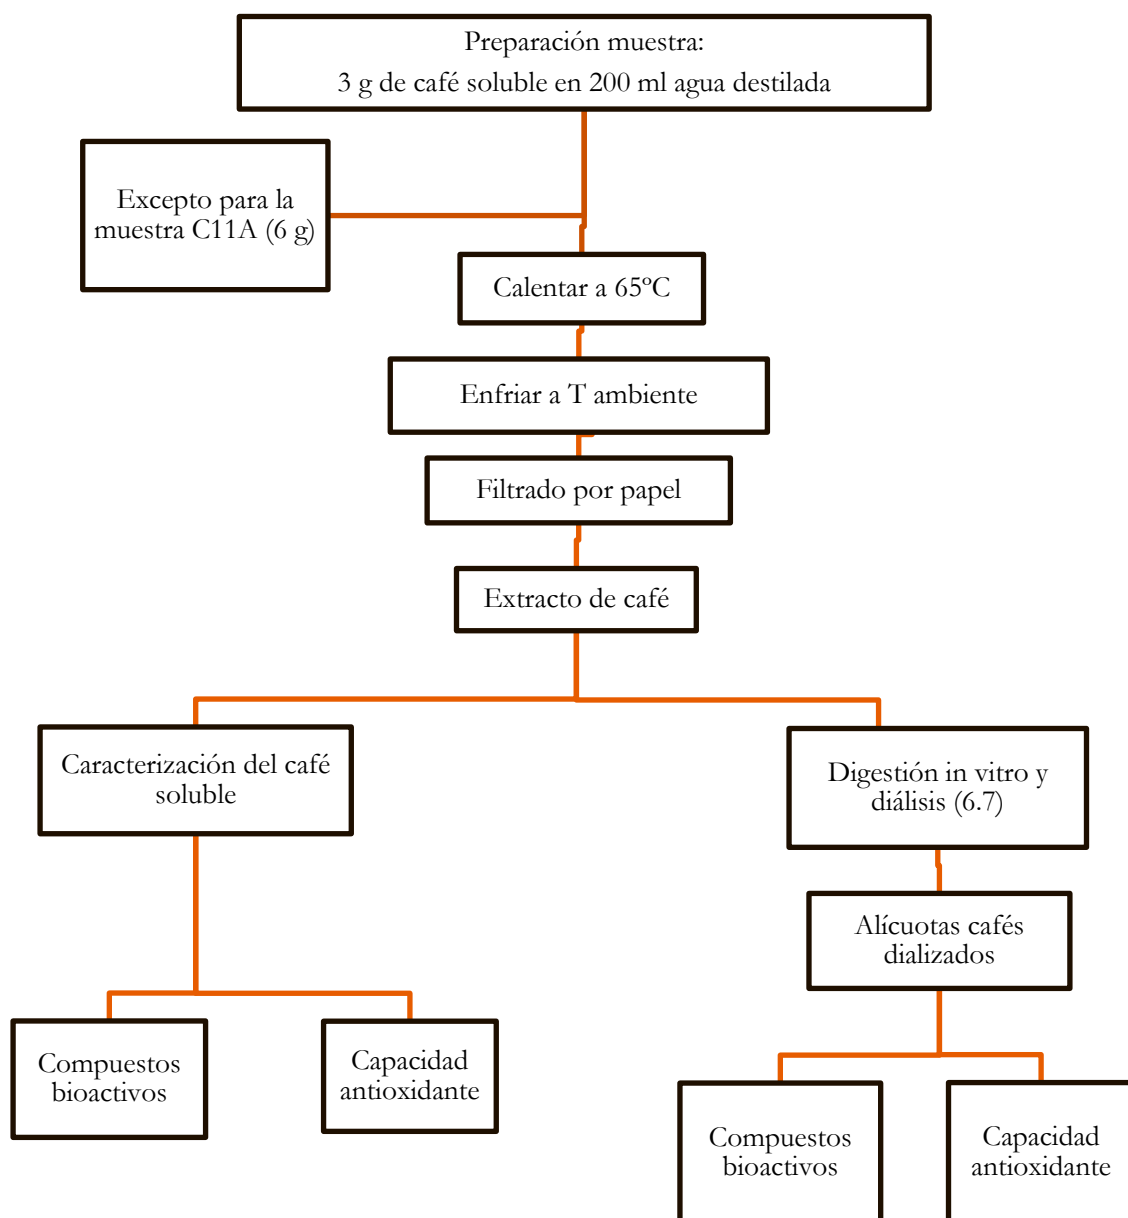 Preparación muestra:
3 g de café soluble en 200 ml agua destilada
Excepto para la
muestra C11A (6 g)
Calentar a 65ºC
Enfriar a T ambiente
Filtrado por papel
Extracto de café
Caracterización del café
soluble
Digestión in vitro y
diálisis (6.7)
Alícuotas cafés
dializados
Compuestos
bioactivos
Capacidad
antioxidante
Compuestos
bioactivos
Capacidad
antioxidante